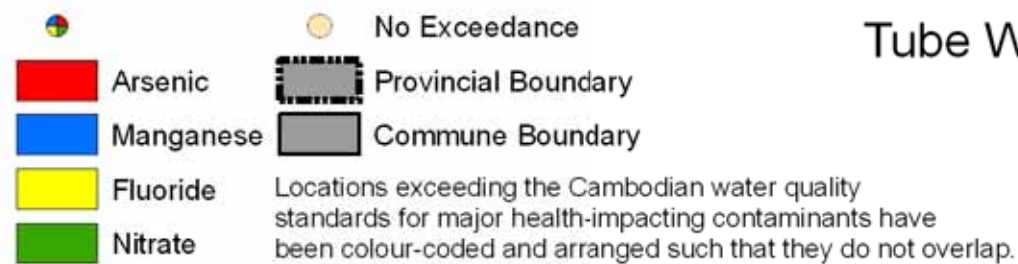 No Exceedance
Tube W
Arsenic
Provincial Boundary
Manganese
Commune Boundary
Fluoride
Nitrate
Locations exceeding the Cambodian water quality
standards for major health-impacting contaminants have
been colour-coded and arranged such that they do not overlap.